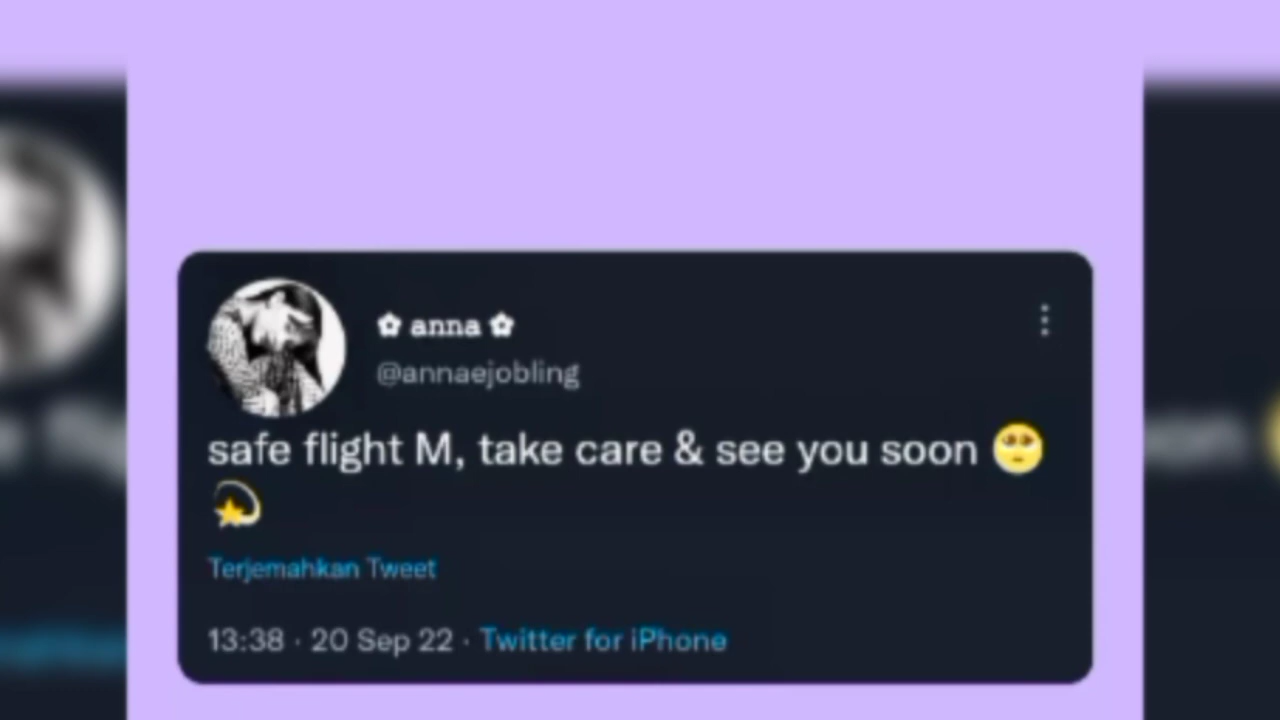 ✿ anna ✿
@annaejobling
safe flight M, take care & see you soon 🥺
💫
Terjemahkan Tweet
13:38 · 20 Sep 22 · Twitter for iPhone